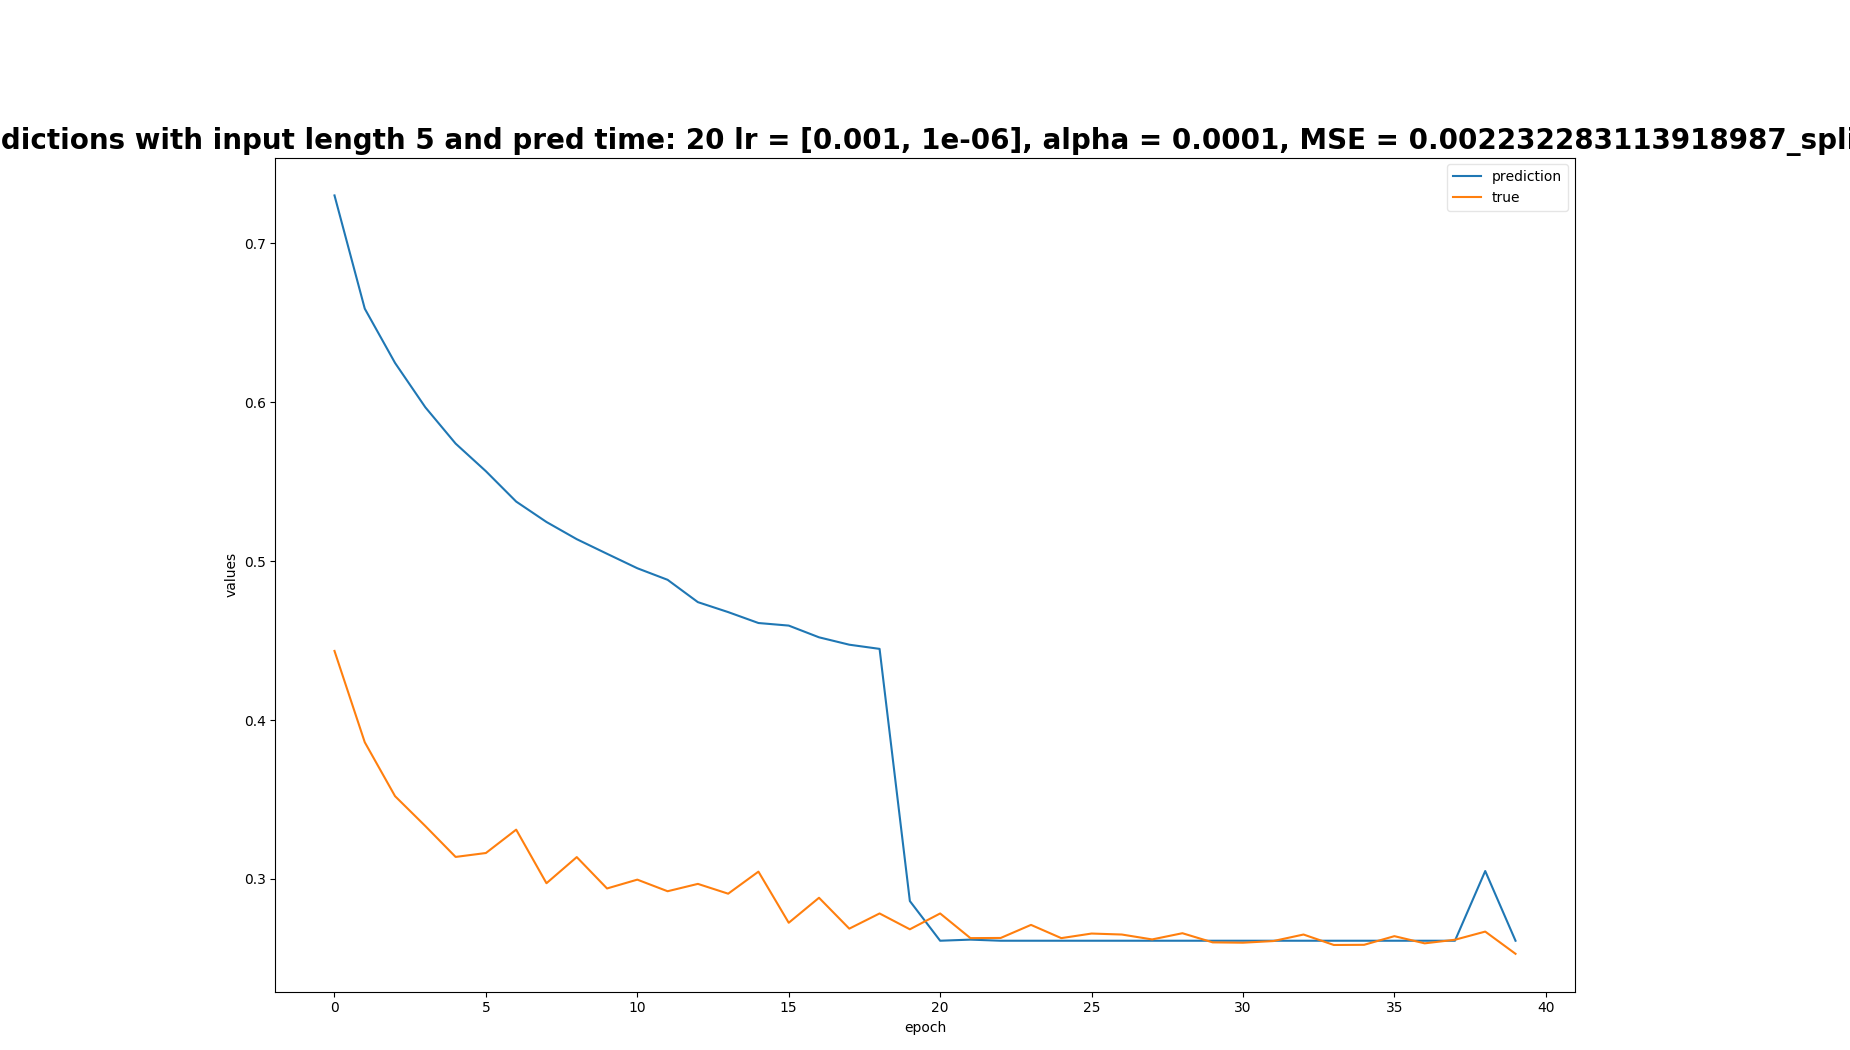 dictions with input length 5 and pred time: 20 lr = [0.001, 1e-06], alpha = 0.0001, MSE = 0.002232283113918987_spli
prediction
true
0.7
0.6
0.5
0.4
0.3
values
0 5 10 15 20 25 30 35 40
epoch